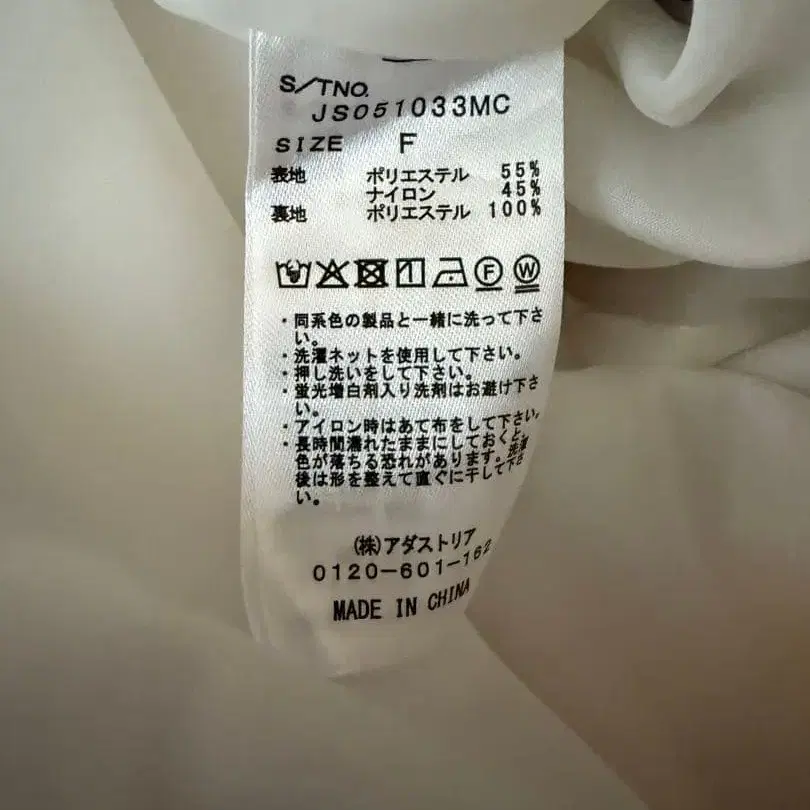 S/TNO.
JS051033MC
SIZE F
表地 ポリエステル 55%
ナイロン 45%
裏地 ポリエステル 100%
F W
・同系色の製品と一緒に洗って下さ
い。
・洗濯ネットを使用して下さい。
・押し洗いをして下さい。
・蛍光増白剤入り洗剤はお避け下さ
い。
・アイロン時はあて布をして下さい。
・長時間濡れたままにしておくと、
色が落ちる恐れがあります。洗濯
後は形を整えて直ぐに干して下さ
い。
(株)アダストリア
0120-601-162
MADE IN CHINA